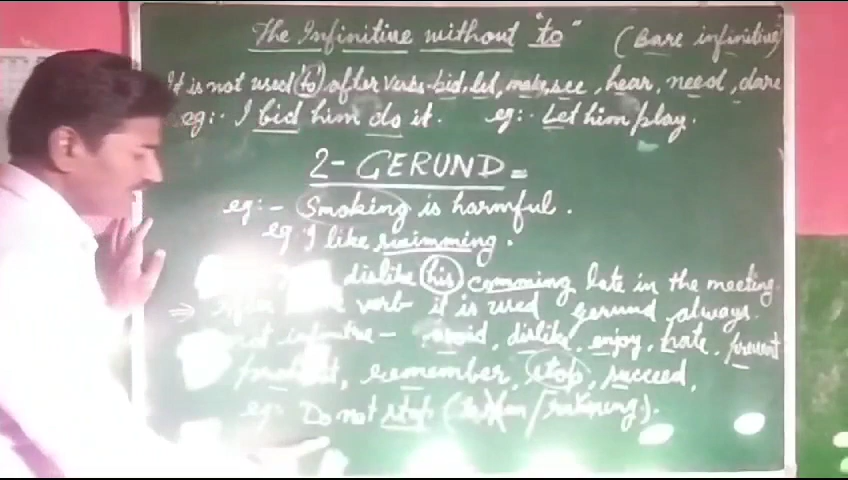 The Infinitive without "to" (Bare infinitive)
It is not used 'to' after verbs - bid, let, make, see, hear, need, dare
eg:- I bid him do it. eg:- Let him play.
2- GERUND =
eg:- Smoking is harmful.
eg I like swimming.
dislike his comming late in the meeting.
⇒ verb it is used gerund always.
not - avoid, dislike, enjoy, hate, prevent
remember, stop, succeed,
eg:- Do not stop ( / running).